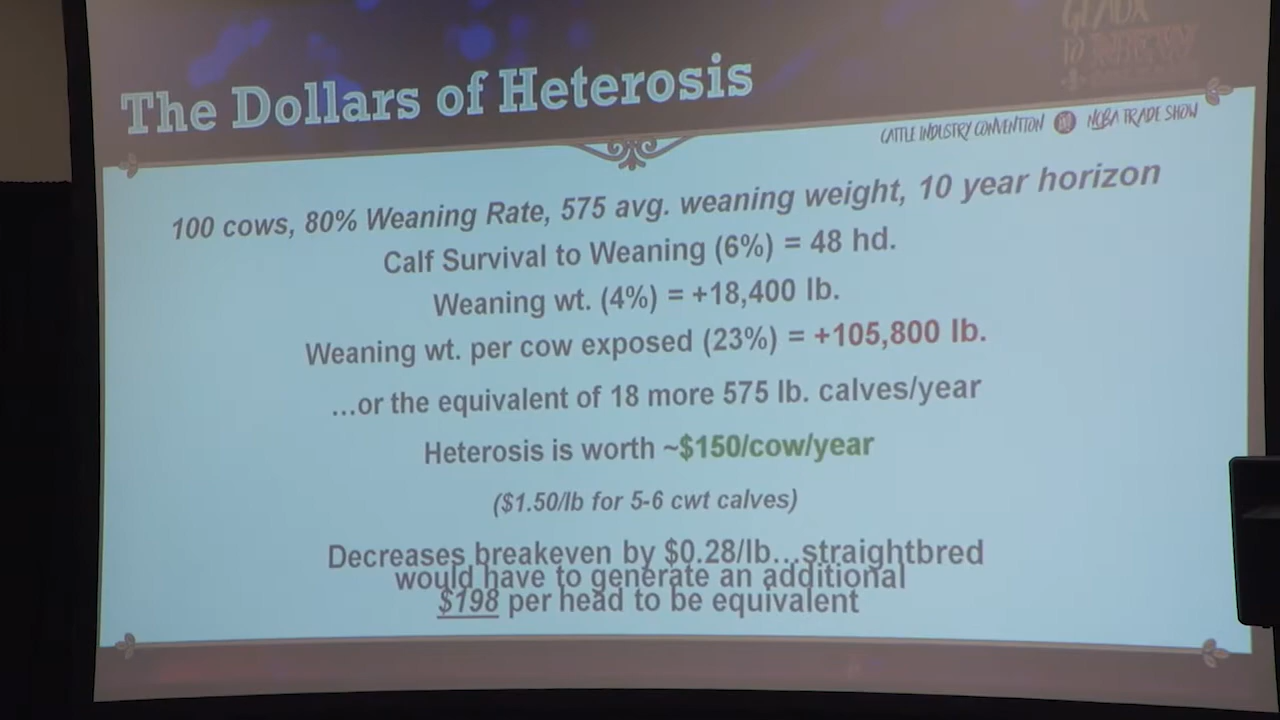 The Dollars of Heterosis
CATTLE INDUSTRY CONVENTION NCBA TRADE SHOW
100 cows, 80% Weaning Rate, 575 avg. weaning weight, 10 year horizon
Calf Survival to Weaning (6%) = 48 hd.
Weaning wt. (4%) = +18,400 lb.
Weaning wt. per cow exposed (23%) = +105,800 lb.
...or the equivalent of 18 more 575 lb. calves/year
Heterosis is worth ~$150/cow/year
($1.50/lb for 5-6 cwt calves)
Decreases breakeven by $0.28/lb...straightbred
would have to generate an additional
$198 per head to be equivalent